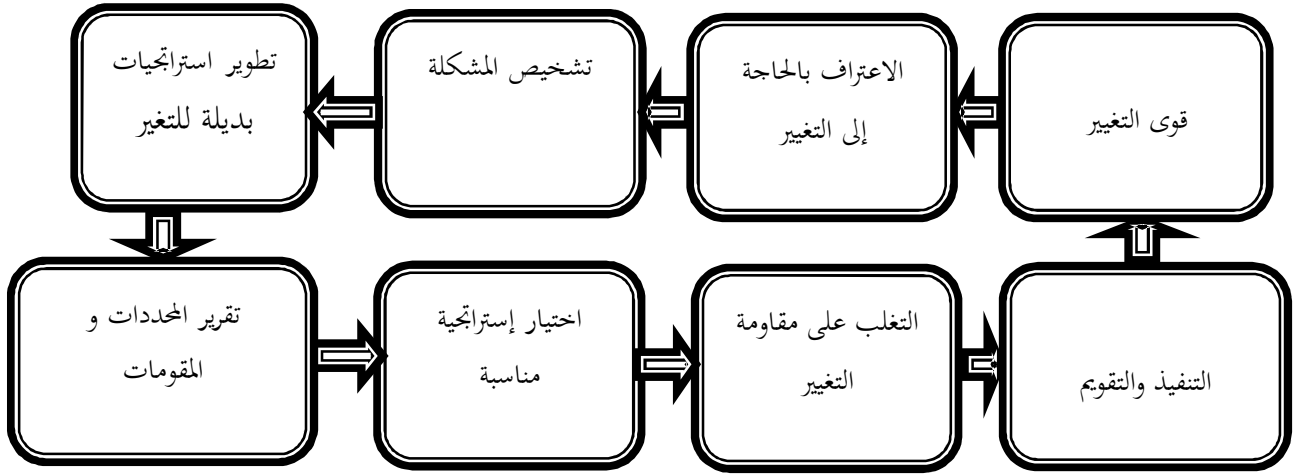 قوى التغيير
الاعتراف بالحاجة
إلى التغيير
تشخيص المشكلة
تطوير استراتجيات
بديلة للتغير
تقرير المحددات و
المقومات
اختيار إستراتجية
مناسبة
التغلب على مقاومة
التغيير
التنفيذ والتقويم